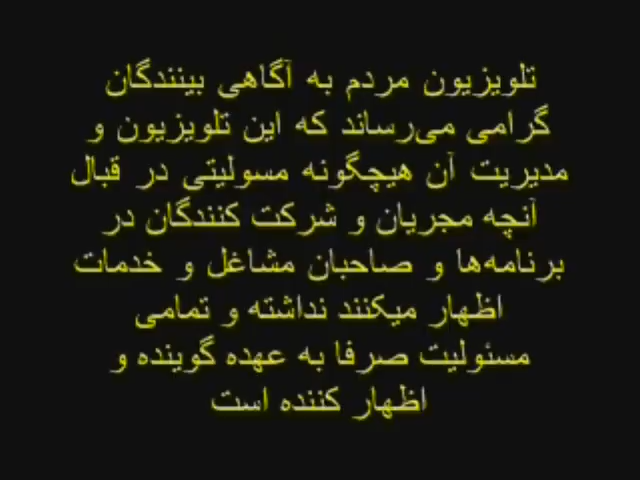 تلویزیون مردم به آگاهی بینندگان
گرامی می‌رساند که این تلویزیون و
مدیریت آن هیچگونه مسولیتی در قبال
آنچه مجریان و شرکت کنندگان در
برنامه‌ها و صاحبان مشاغل و خدمات
اظهار میکنند نداشته و تمامی
مسئولیت صرفا به عهده گوینده و
اظهار کننده است